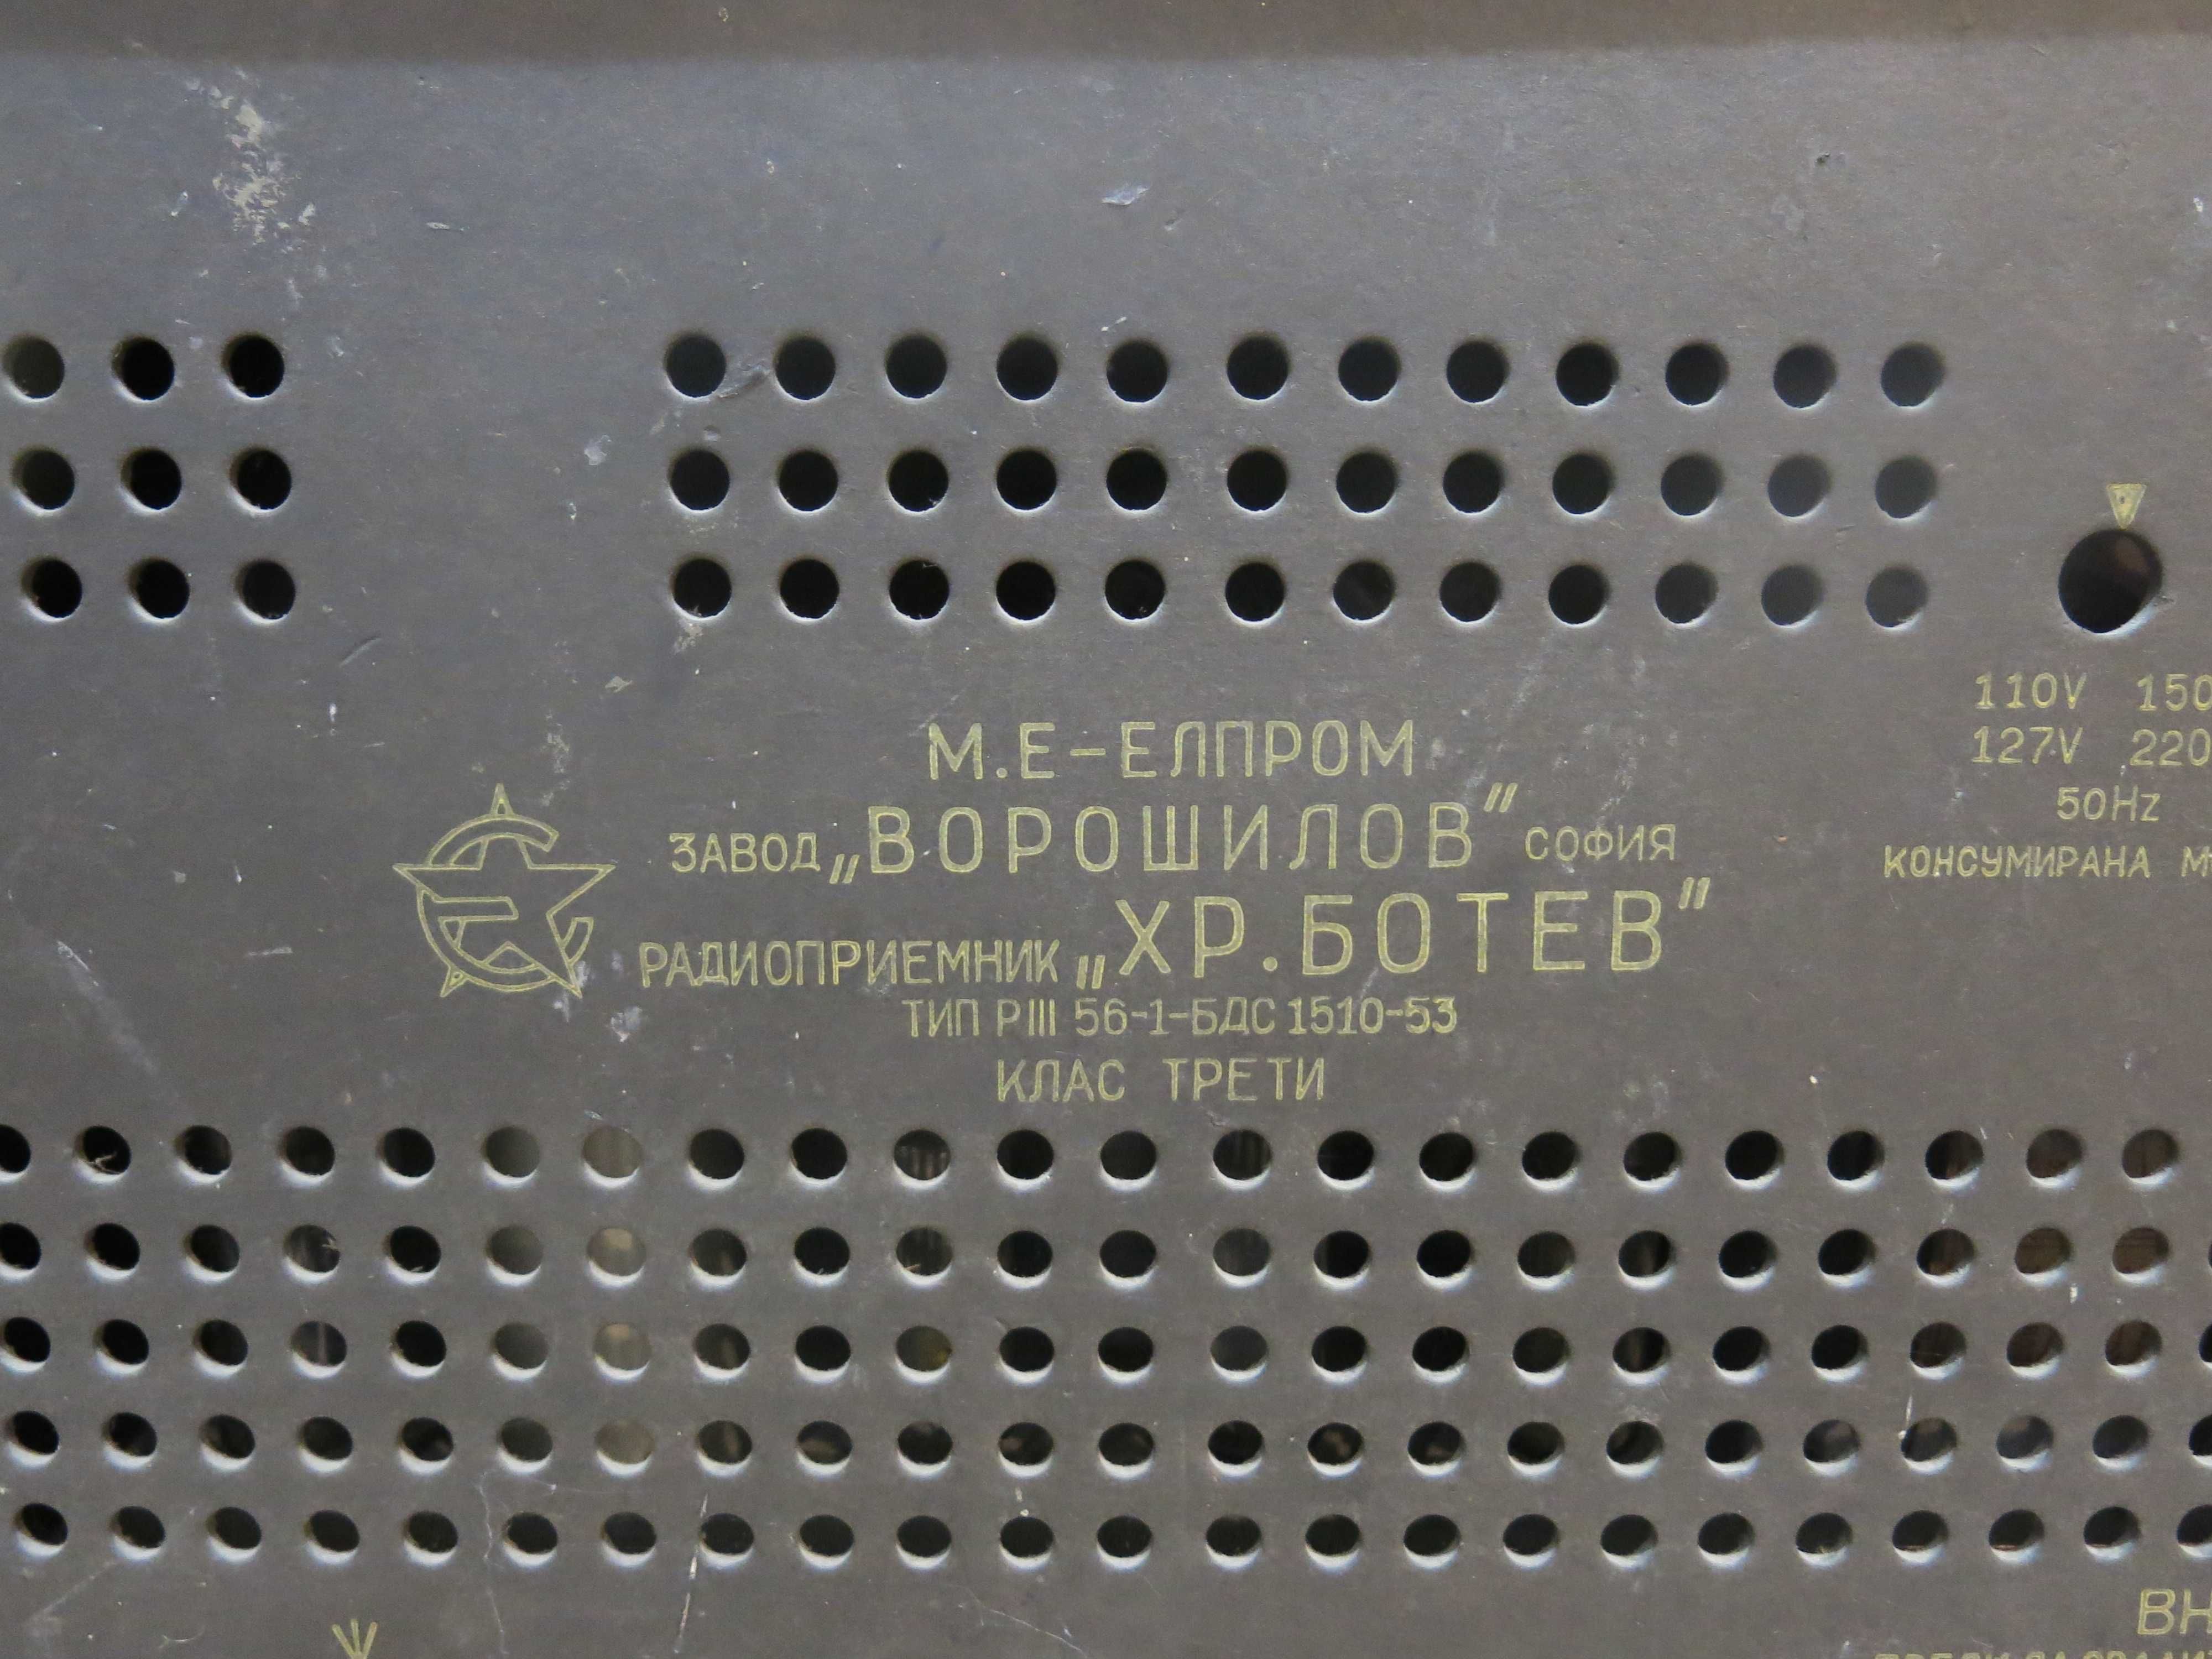 М.Е-ЕЛПРОМ
ЗАВОД „ВОРОШИЛОВ" СОФИЯ
РАДИОПРИЕМНИК „ХР.БОТЕВ"
ТИП РIII 56-1-БДС 1510-53
КЛАС ТРЕТИ
110V 150
127V 220
50Hz
КОНСУМИРАНА